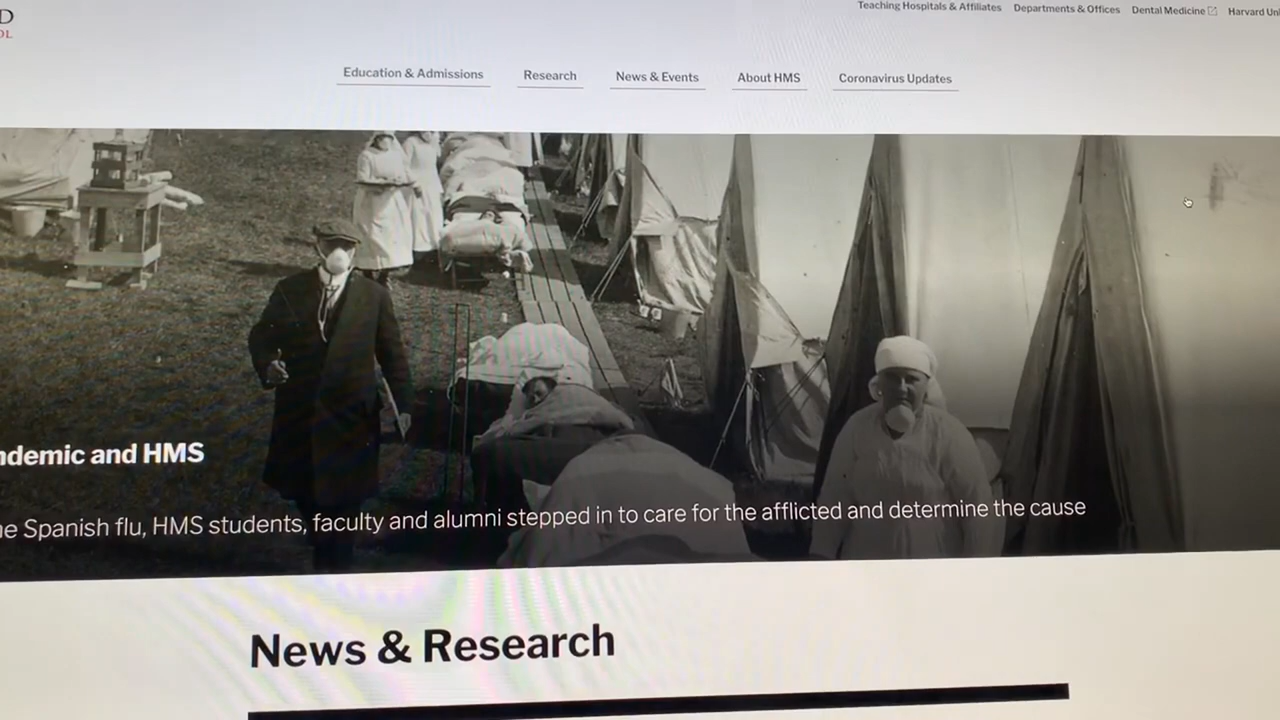 D
OL
Teaching Hospitals & Affiliates Departments & Offices Dental Medicine Harvard Uni
Education & Admissions Research News & Events About HMS Coronavirus Updates
ndemic and HMS
he Spanish flu, HMS students, faculty and alumni stepped in to care for the afflicted and determine the cause
News & Research